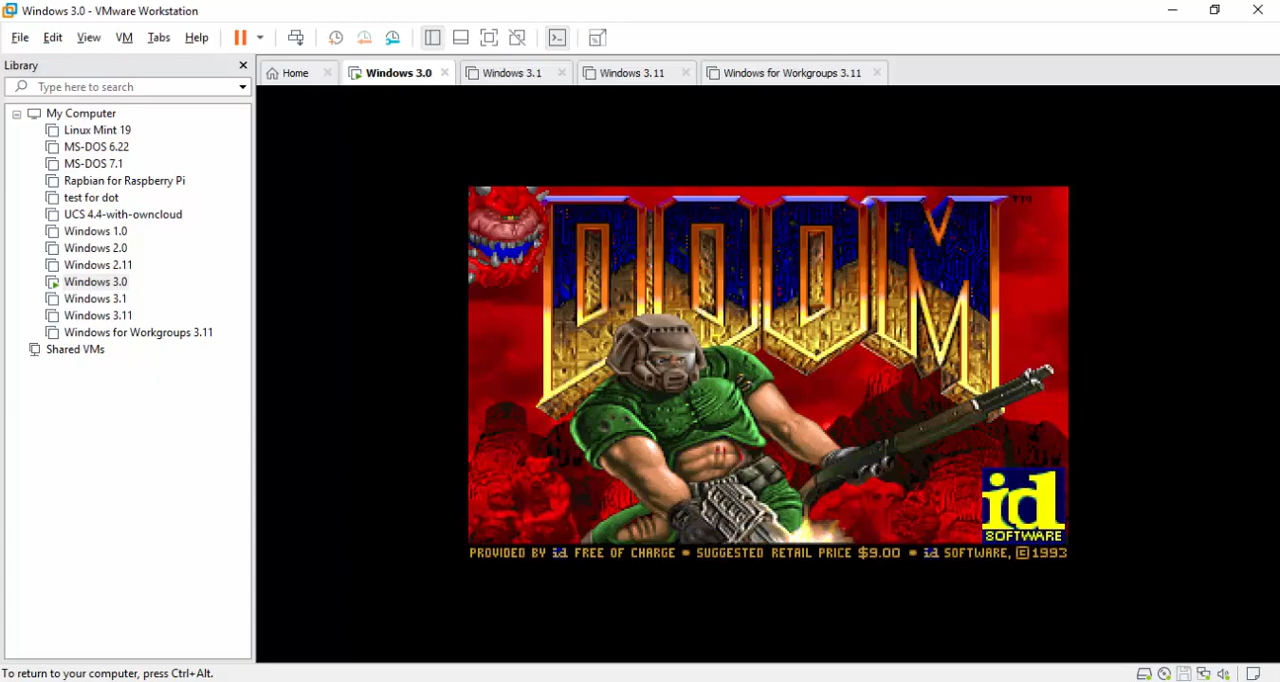 Windows 3.0 - VMware Workstation
File Edit View VM Tabs Help
Library
Type here to search
Home Windows 3.0 Windows 3.1 Windows 3.11 Windows for Workgroups 3.11
My Computer
Linux Mint 19
MS-DOS 6.22
MS-DOS 7.1
Rapbian for Raspberry Pi
test for dot
UCS 4.4-with-owncloud
Windows 1.0
Windows 2.0
Windows 2.11
Windows 3.0
Windows 3.1
Windows 3.11
Windows for Workgroups 3.11
Shared VMs
DOOM™
id
SOFTWARE
PROVIDED BY id FREE OF CHARGE * SUGGESTED RETAIL PRICE $9.00 * id SOFTWARE, ©1993
To return to your computer, press Ctrl+Alt.